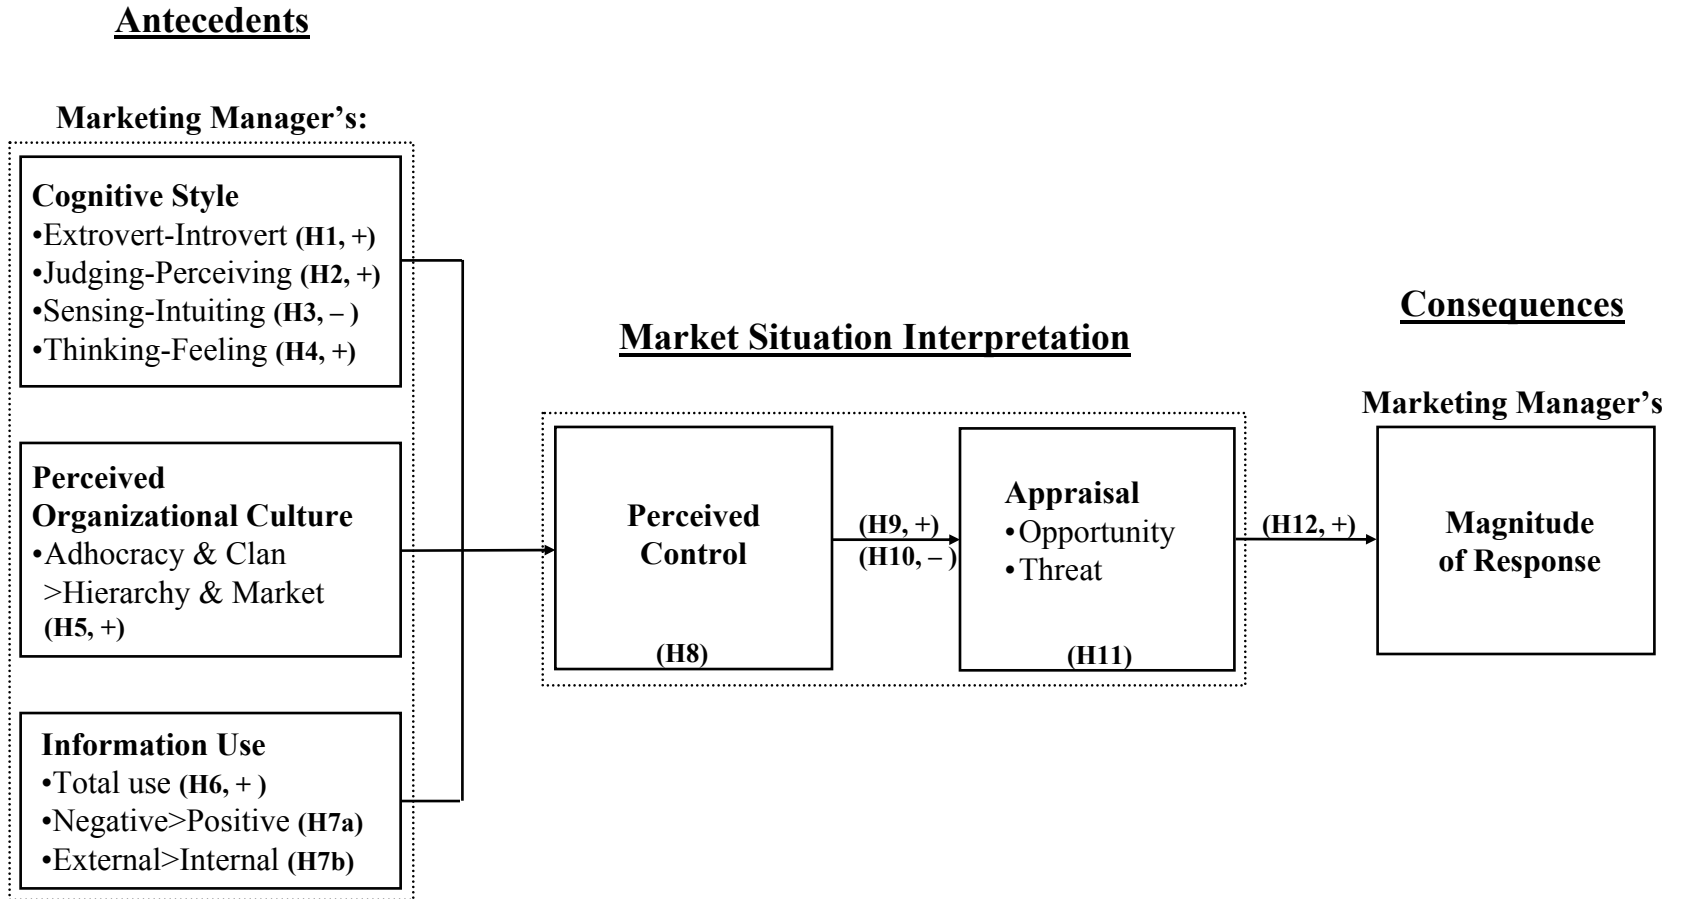 Antecedents
Marketing Manager’s:
Cognitive Style
•Extrovert-Introvert (H1, +)
•Judging-Perceiving (H2, +)
•Sensing-Intuiting (H3, – )
•Thinking-Feeling (H4, +)
Perceived
Organizational Culture
•Adhocracy & Clan
>Hierarchy & Market
(H5, +)
Information Use
•Total use (H6, + )
•Negative>Positive (H7a)
•External>Internal (H7b)
Market Situation Interpretation
Perceived
Control
(H8)
(H9, +)
(H10, – )
Appraisal
•Opportunity
•Threat
(H11)
(H12, +)
Consequences
Marketing Manager’s
Magnitude
of Response